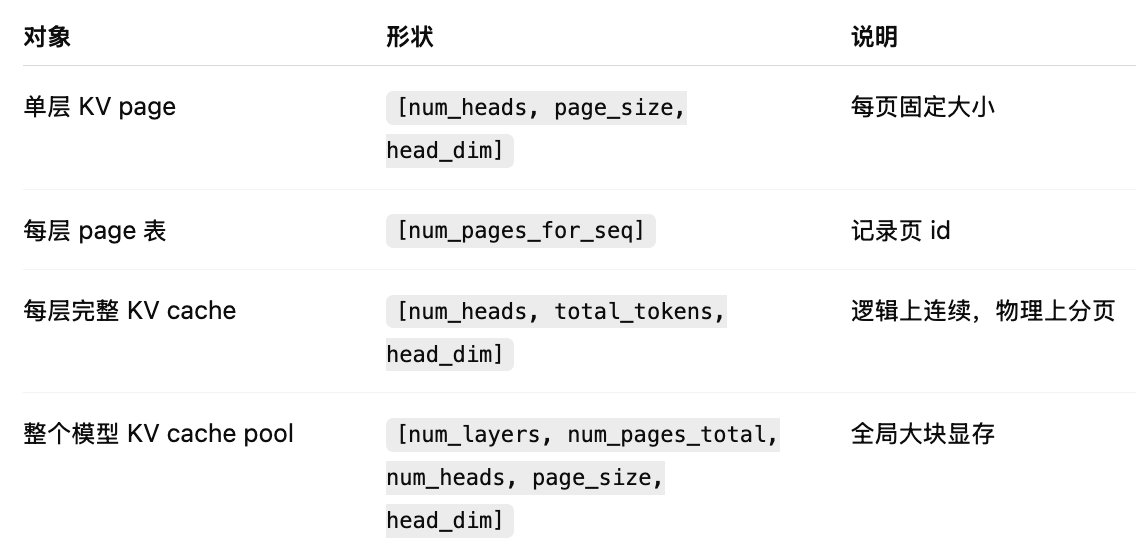 对象 形状 说明
单层 KV page [num_heads, page_size, 每页固定大小
head_dim]
每层 page 表 [num_pages_for_seq] 记录页 id
每层完整 KV cache [num_heads, total_tokens, 逻辑上连续，物理上分页
head_dim]
整个模型 KV cache pool [num_layers, num_pages_total, 全局大块显存
num_heads, page_size,
head_dim]